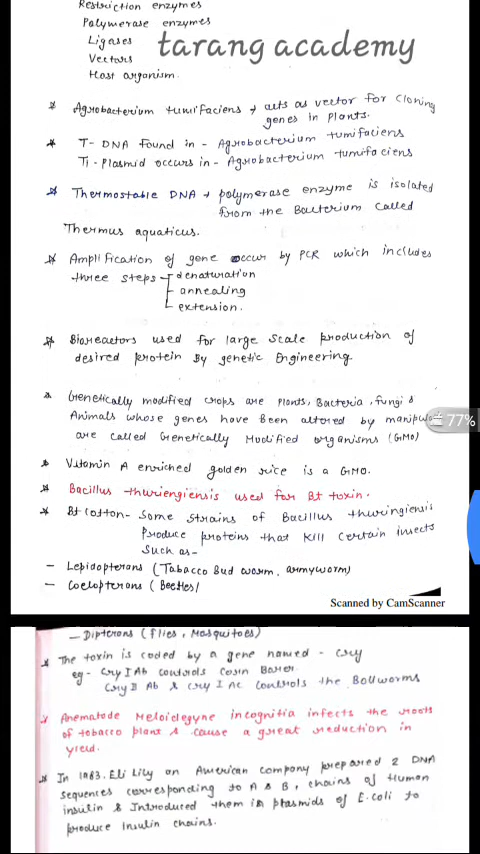 Restriction enzymes
Polymerase enzymes
Ligases
Vectors
Host organism.
tarang academy
* Agrobacterium tumifaciens → acts as vector for cloning
genes in plants.
* T-DNA found in - Agrobacterium tumifaciens
Ti-plasmid occurs in - Agrobacterium tumifaciens
* Thermostable DNA → polymerase enzyme is isolated
from the Bacterium called
Thermus aquaticus.
* Amplification of gene occur by PCR which includes
three steps - denaturation
- annealing
- extension.
* Bioreactors used for large scale production of
desired protein By genetic Engineering.
* Genetically modified crops are plants, Bacteria, fungi &
Animals whose genes have been altered by manipula
are called Genetically Modified organisms (GMO)
77%
* Vitamin A enriched golden rice is a GMO.
* Bacillus thuriengiensis used for Bt toxin.
* Bt cotton - Some strains of Bacillus thuringiensis
Produce proteins that kill certain insects
such as -
- Lepidopterons (Tabacco Bud worm, armyworm)
- Coelopterons (Beetles)
Scanned by CamScanner
- Dipterons (flies, Mosquitoes)
* The toxin is coded by a gene named - cry
eg - Cry I Ab controls Corn Borer
Cry II Ab & cry I Ac controls the Bollworms
* Anematode Meloidegyne incognitia infects the roots
of tobacco plant & cause a great reduction in
yield.
* In 1983. Eli Lily an American company prepared 2 DNA
sequences corresponding to A & B, chains of Human
insulin & Introduced them in plasmids of E.coli to
produce Insulin chains.